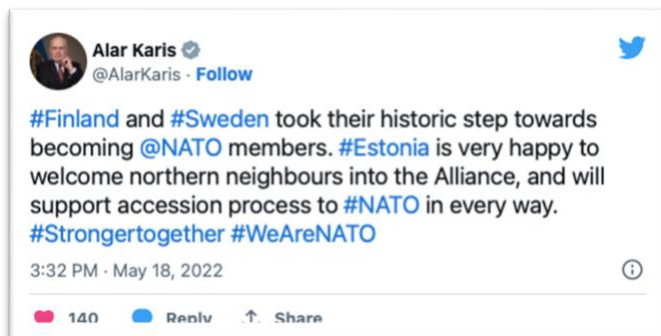 Alar Karis
@AlarKaris · Follow
#Finland and #Sweden took their historic step towards
becoming @NATO members. #Estonia is very happy to
welcome northern neighbours into the Alliance, and will
support accession process to #NATO in every way.
#Strongertogether #WeAreNATO
3:32 PM · May 18, 2022
140 Reply Share